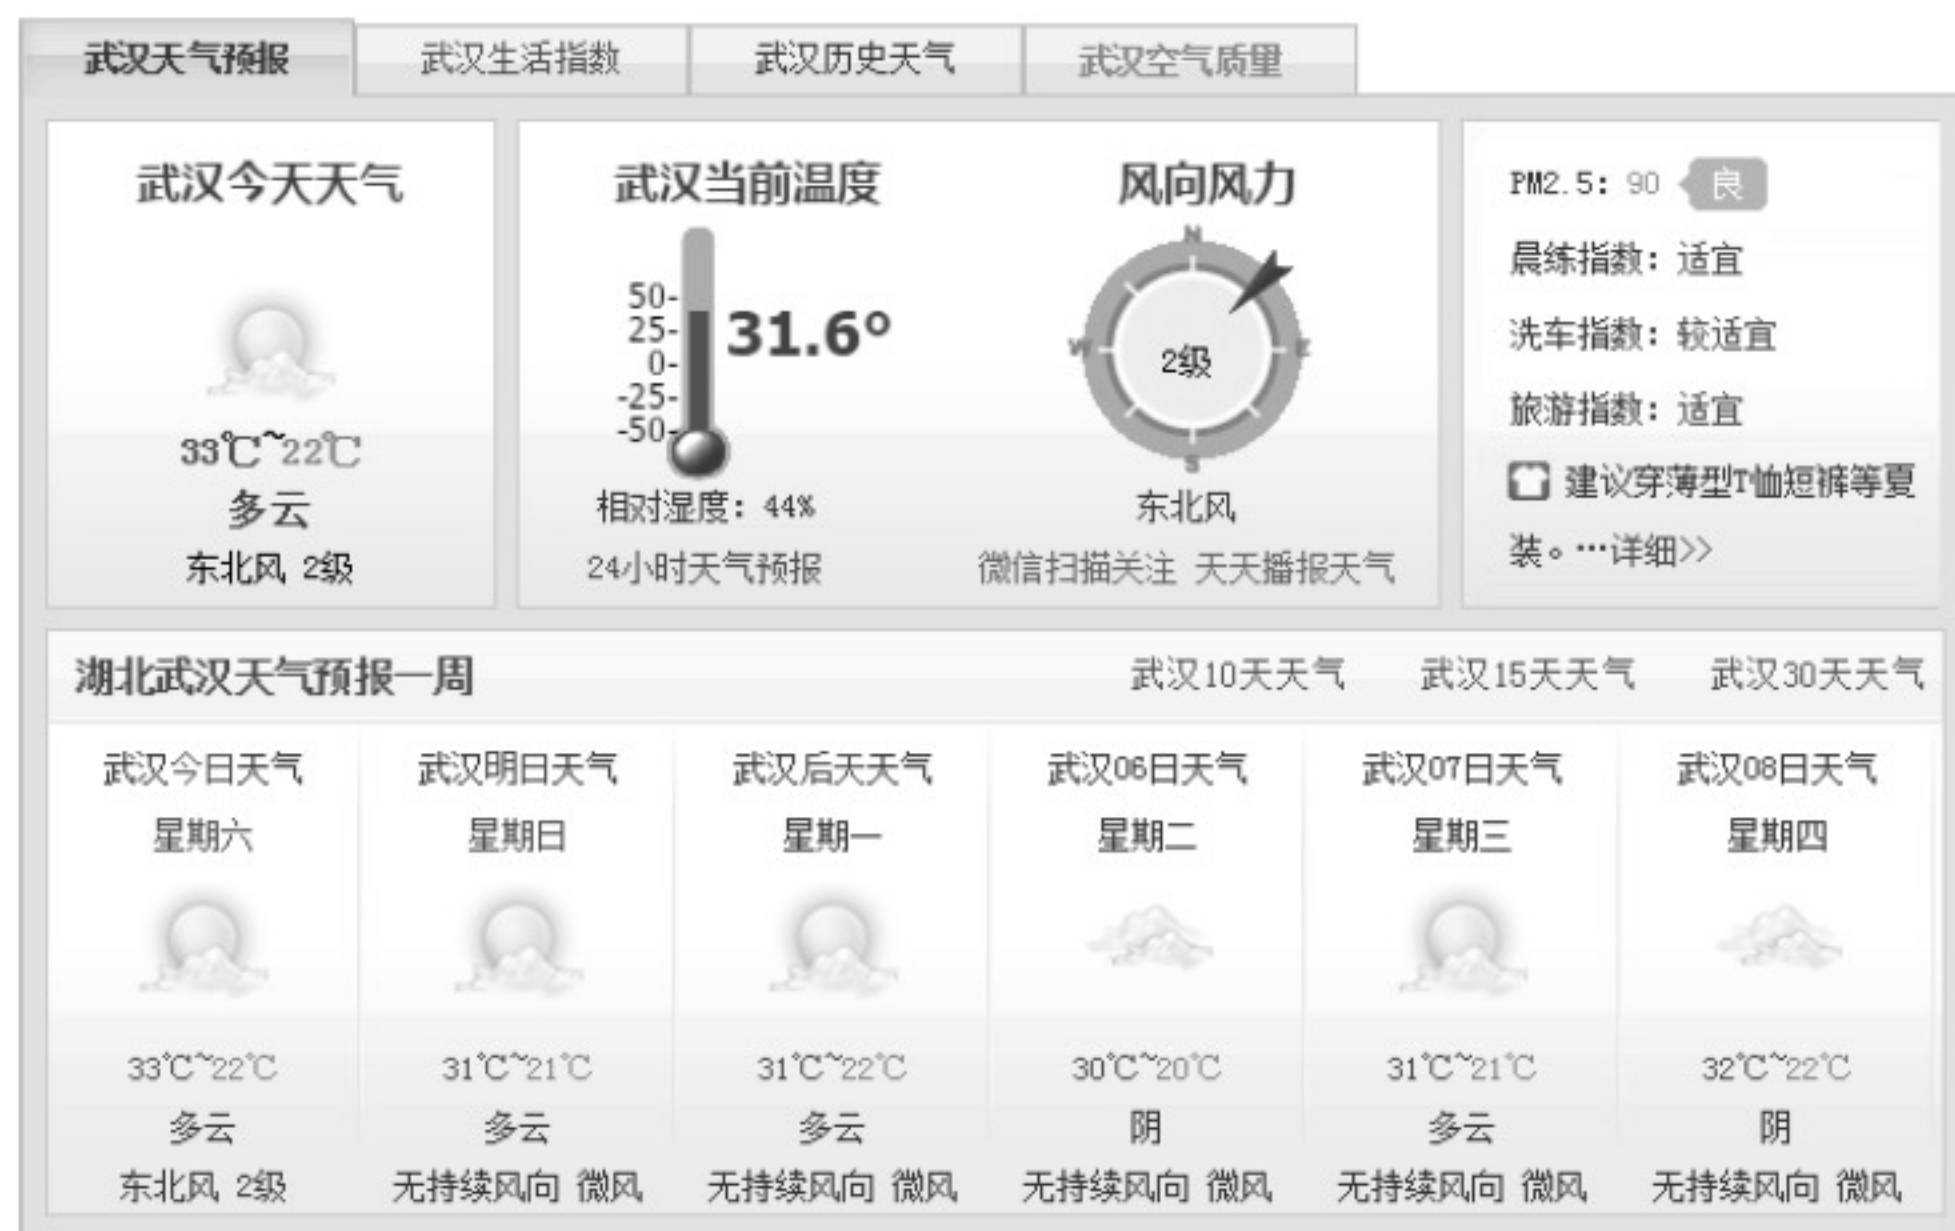 武汉天气预报 武汉生活指数 武汉历史天气 武汉空气质里
武汉今天天气
33℃~22℃
多云
东北风 2级
武汉当前温度
50-
25-
0-
-25-
-50-
31.6°
相对湿度：44%
24小时天气预报
风向风力
N
W E
2级
S
东北风
微信扫描关注 天天播报天气
PM2.5: 90 良
晨练指数：适宜
洗车指数：较适宜
旅游指数：适宜
建议穿薄型T恤短裤等夏
装。…详细>>
湖北武汉天气预报一周 武汉10天天气 武汉15天天气 武汉30天天气
武汉今日天气 武汉明日天气 武汉后天天气 武汉06日天气 武汉07日天气 武汉08日天气
星期六 星期日 星期一 星期二 星期三 星期四
33℃~22℃ 31℃~21℃ 31℃~22℃ 30℃~20℃ 31℃~21℃ 32℃~22℃
多云 多云 多云 阴 多云 阴
东北风 2级 无持续风向 微风 无持续风向 微风 无持续风向 微风 无持续风向 微风 无持续风向 微风